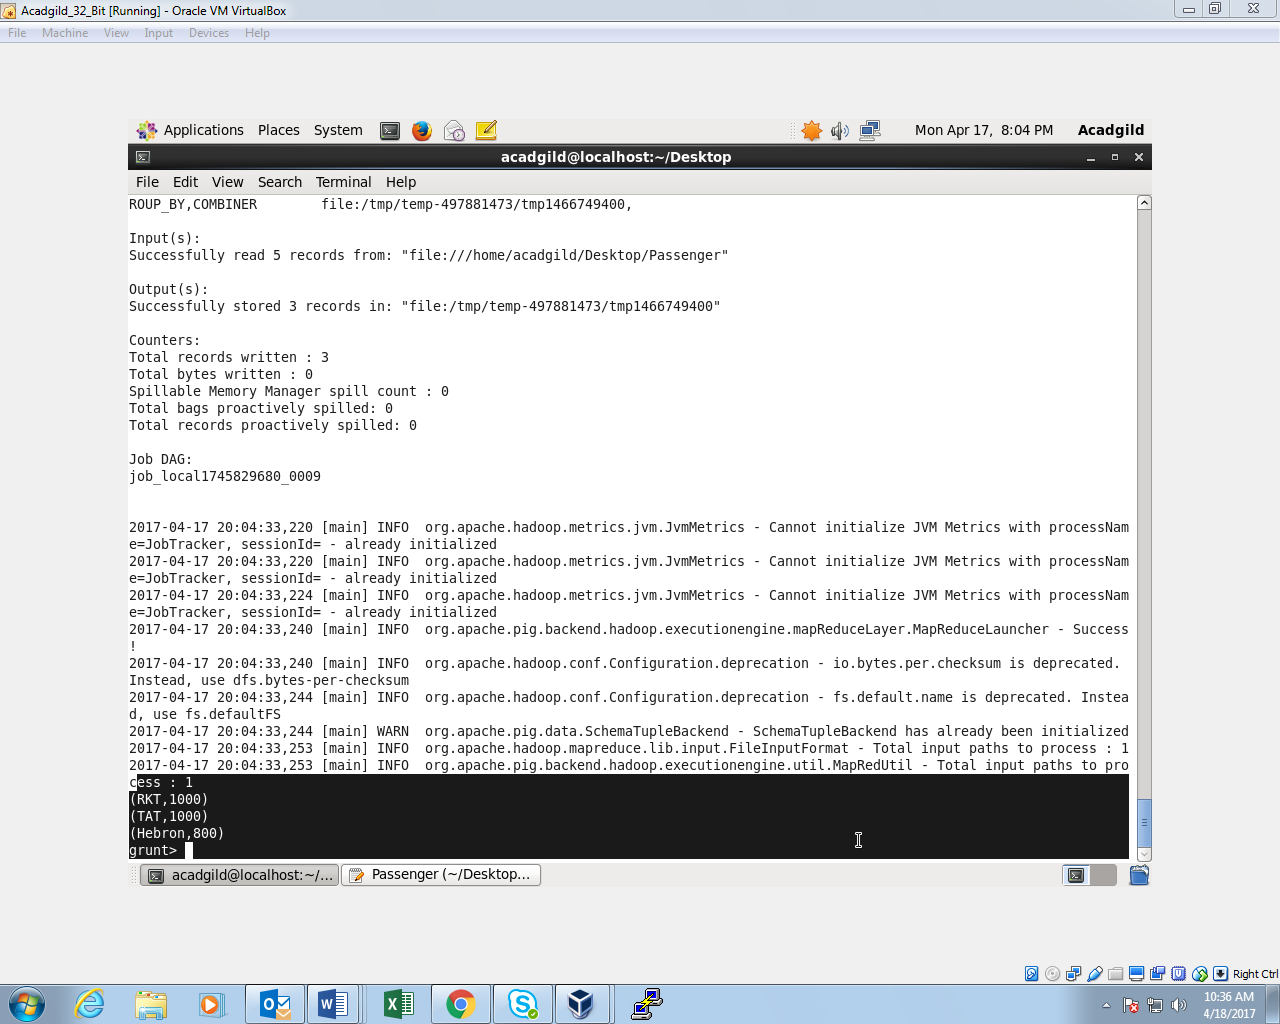 Acadgild_32_Bit [Running] - Oracle VM VirtualBox
File Machine View Input Devices Help
Applications Places System Mon Apr 17, 8:04 PM Acadgild
acadgild@localhost:~/Desktop
File Edit View Search Terminal Help
ROUP_BY,COMBINER file:/tmp/temp-497881473/tmp1466749400,
Input(s):
Successfully read 5 records from: "file:///home/acadgild/Desktop/Passenger"
Output(s):
Successfully stored 3 records in: "file:/tmp/temp-497881473/tmp1466749400"
Counters:
Total records written : 3
Total bytes written : 0
Spillable Memory Manager spill count : 0
Total bags proactively spilled: 0
Total records proactively spilled: 0
Job DAG:
job_local1745829680_0009
2017-04-17 20:04:33,220 [main] INFO org.apache.hadoop.metrics.jvm.JvmMetrics - Cannot initialize JVM Metrics with processNam
e=JobTracker, sessionId= - already initialized
2017-04-17 20:04:33,220 [main] INFO org.apache.hadoop.metrics.jvm.JvmMetrics - Cannot initialize JVM Metrics with processNam
e=JobTracker, sessionId= - already initialized
2017-04-17 20:04:33,224 [main] INFO org.apache.hadoop.metrics.jvm.JvmMetrics - Cannot initialize JVM Metrics with processNam
e=JobTracker, sessionId= - already initialized
2017-04-17 20:04:33,240 [main] INFO org.apache.pig.backend.hadoop.executionengine.mapReduceLayer.MapReduceLauncher - Success
!
2017-04-17 20:04:33,240 [main] INFO org.apache.hadoop.conf.Configuration.deprecation - io.bytes.per.checksum is deprecated.
Instead, use dfs.bytes-per-checksum
2017-04-17 20:04:33,244 [main] INFO org.apache.hadoop.conf.Configuration.deprecation - fs.default.name is deprecated. Instea
d, use fs.defaultFS
2017-04-17 20:04:33,244 [main] WARN org.apache.pig.data.SchemaTupleBackend - SchemaTupleBackend has already been initialized
2017-04-17 20:04:33,253 [main] INFO org.apache.hadoop.mapreduce.lib.input.FileInputFormat - Total input paths to process : 1
2017-04-17 20:04:33,253 [main] INFO org.apache.pig.backend.hadoop.executionengine.util.MapRedUtil - Total input paths to pro
cess : 1
(RKT,1000)
(TAT,1000)
(Hebron,800)
grunt>
acadgild@localhost:~/... Passenger (~/Desktop...
Right Ctrl
10:36 AM
4/18/2017